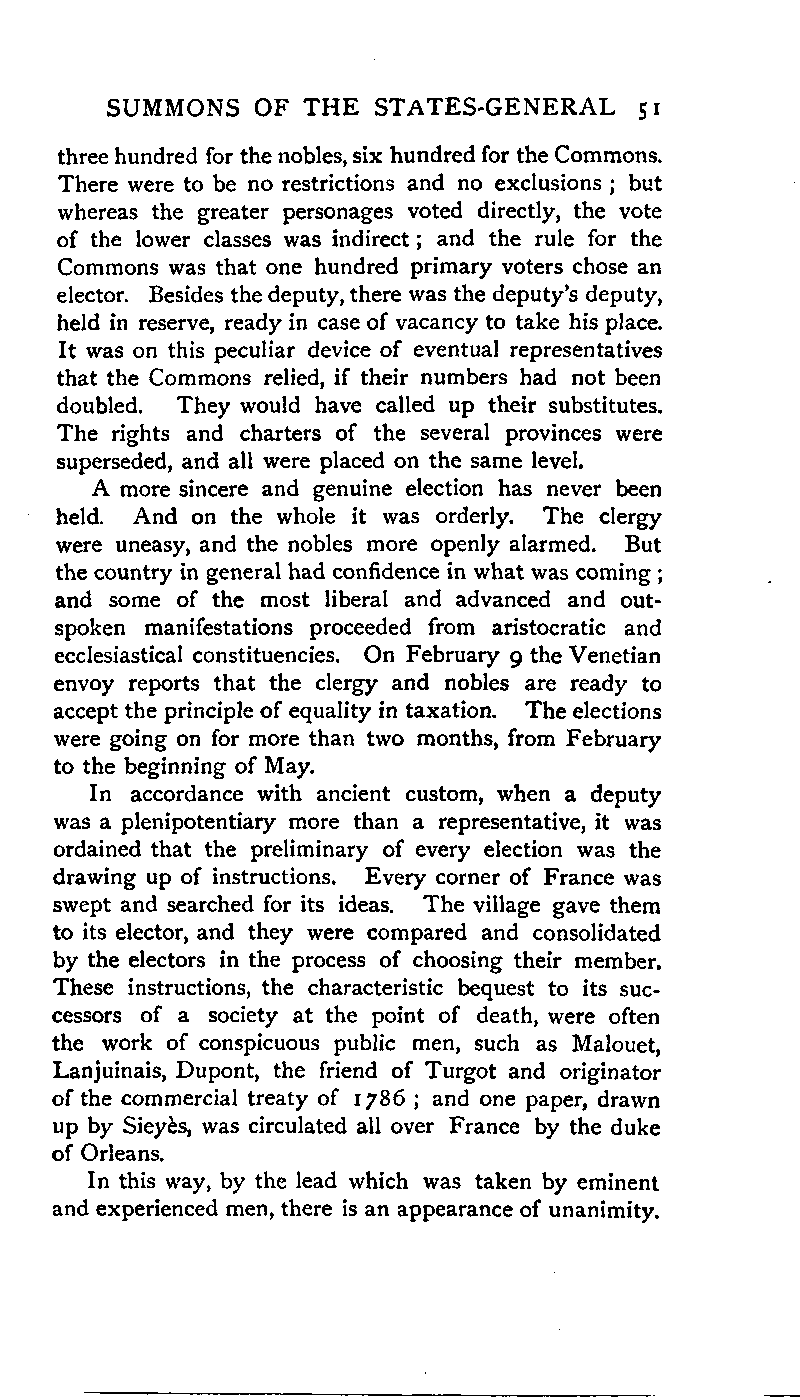 SUMMONS OF THE STATES-GENERAL 51
three hundred for the nobles, six hundred for the Commons.
There were to be no restrictions and no exclusions ; but
whereas the greater personages voted directly, the vote
of the lower classes was indirect ; and the rule for the
Commons was that one hundred primary voters chose an
elector. Besides the deputy, there was the deputy's deputy,
held in reserve, ready in case of vacancy to take his place.
It was on this peculiar device of eventual representatives
that the Commons relied, if their numbers had not been
doubled. They would have called up their substitutes.
The rights and charters of the several provinces were
superseded, and all were placed on the same level.
A more sincere and genuine election has never been
held. And on the whole it was orderly. The clergy
were uneasy, and the nobles more openly alarmed. But
the country in general had confidence in what was coming ;
and some of the most liberal and advanced and out-
spoken manifestations proceeded from aristocratic and
ecclesiastical constituencies. On February 9 the Venetian
envoy reports that the clergy and nobles are ready to
accept the principle of equality in taxation. The elections
were going on for more than two months, from February
to the beginning of May.
In accordance with ancient custom, when a deputy
was a plenipotentiary more than a representative, it was
ordained that the preliminary of every election was the
drawing up of instructions. Every corner of France was
swept and searched for its ideas. The village gave them
to its elector, and they were compared and consolidated
by the electors in the process of choosing their member.
These instructions, the characteristic bequest to its suc-
cessors of a society at the point of death, were often
the work of conspicuous public men, such as Malouet,
Lanjuinais, Dupont, the friend of Turgot and originator
of the commercial treaty of 1786 ; and one paper, drawn
up by Sieyès, was circulated all over France by the duke
of Orleans.
In this way, by the lead which was taken by eminent
and experienced men, there is an appearance of unanimity.